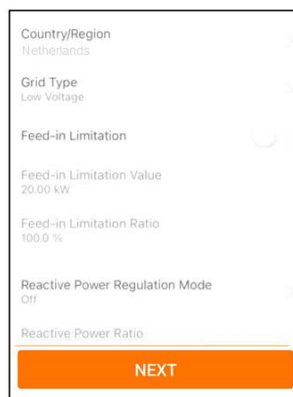 Country/Region
Netherlands
Grid Type
Low Voltage
Feed-in Limitation
Feed-in Limitation Value
20.00 kW
Feed-in Limitation Ratio
100.0 %
Reactive Power Regulation Mode
Off
Reactive Power Ratio
NEXT